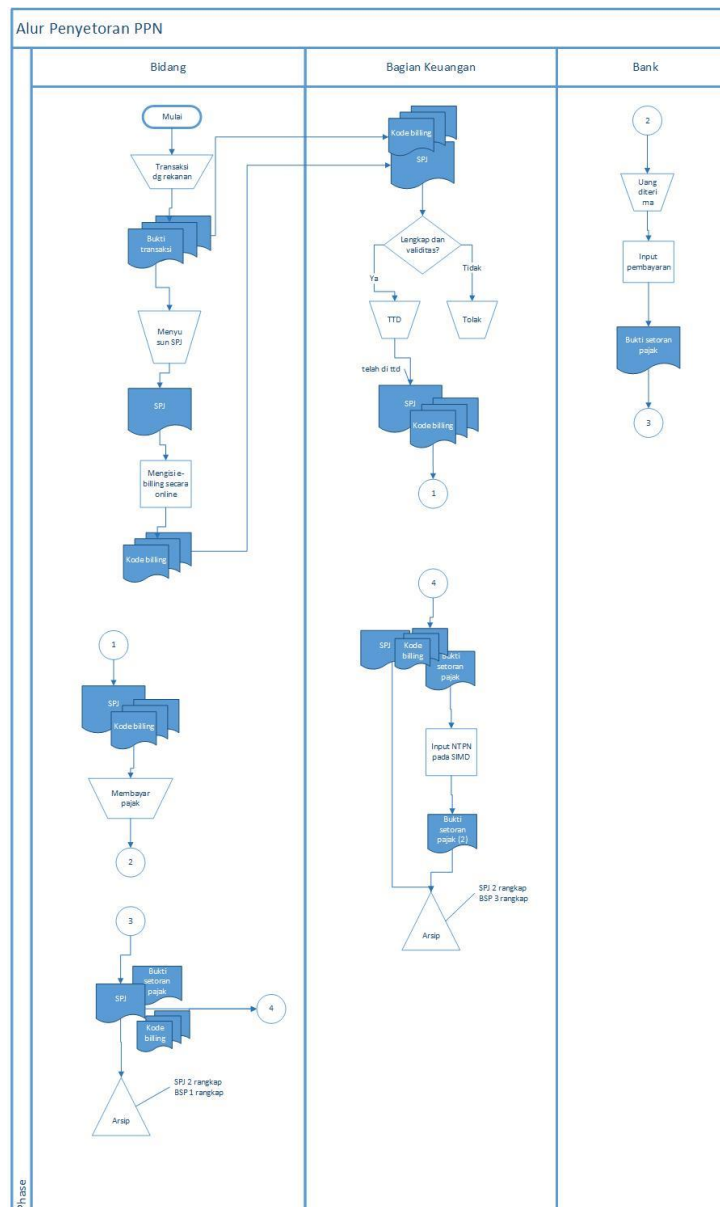 Alur Penyetoran PPN
Bidang
Bagian Keuangan
Bank
Mulai
Transaksi
dg rekanan
Bukti
transaksi
Menyu
sun SPJ
SPJ
Mengisi e-
billing secara
online
Kode billing
1
SPJ
Kode billing
Membayar
pajak
2
3
Bukti
setoran
pajak
SPJ
Kode
billing
4
SPJ 2 rangkap
BSP 1 rangkap
Arsip
Kode billing
SPJ
Lengkap dan
validitas?
Ya
Tidak
TTD
Tolak
telah di ttd
SPJ
Kode billing
1
4
SPJ
Kode
billing
Bukti
setoran
pajak
Input NTPN
pada SIMD
Bukti
setoran
pajak (2)
SPJ 2 rangkap
BSP 3 rangkap
Arsip
2
Uang
diteri
ma
Input
pembayaran
Bukti setoran
pajak
3
Phase